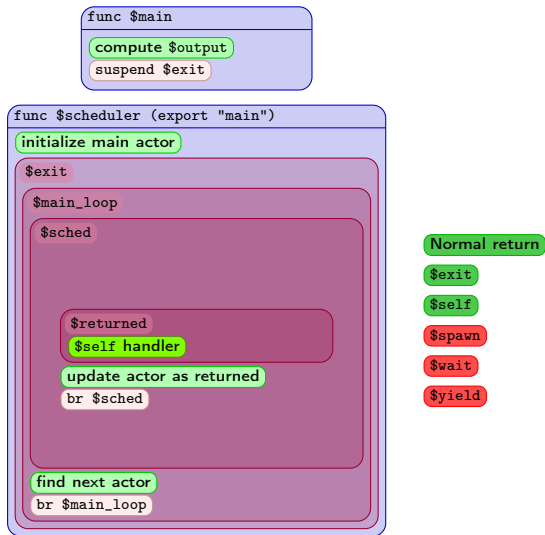 func $main
compute $output
suspend $exit
func $scheduler (export "main")
initialize main actor
$exit
$main_loop
$sched
$returned
$self handler
update actor as returned
br $sched
find next actor
br $main_loop
Normal return
$exit
$self
$spawn
$wait
$yield